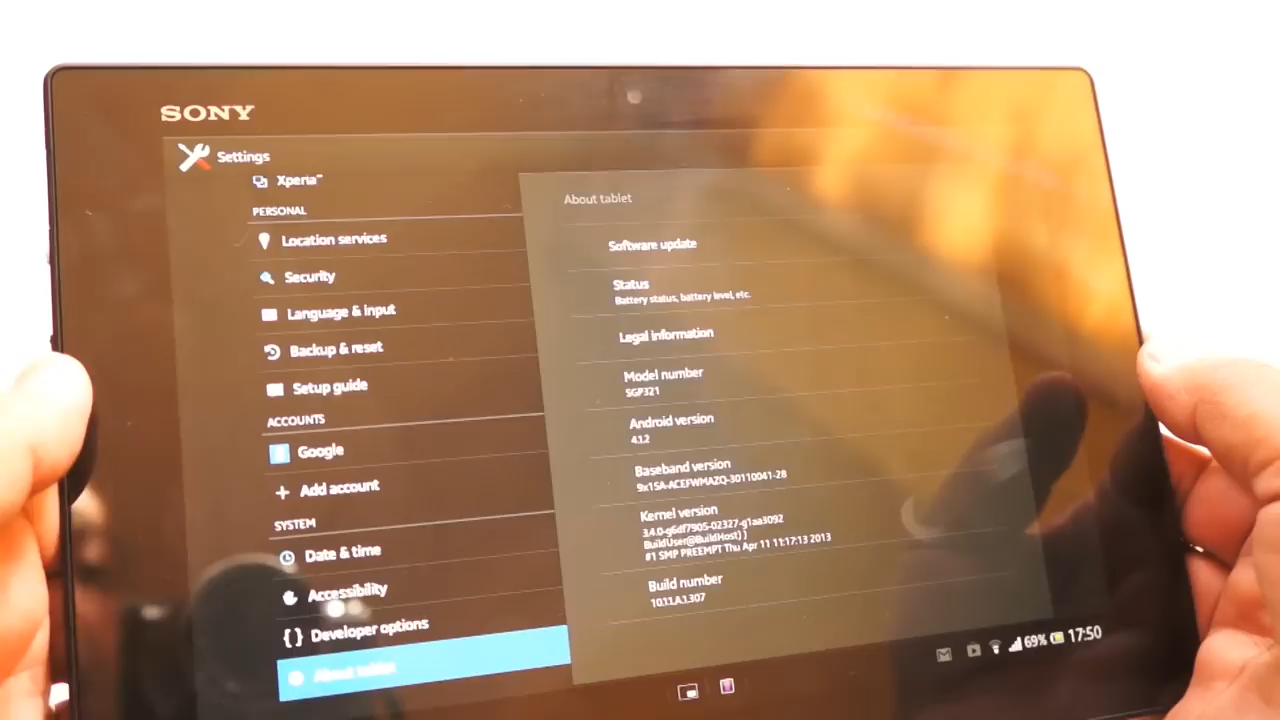 SONY
Settings
Xperia™
PERSONAL
Location services
Security
Language & input
Backup & reset
Setup guide
ACCOUNTS
Google
Add account
SYSTEM
Date & time
Accessibility
{ } Developer options
About tablet
About tablet
Software update
Status
Battery status, battery level, etc.
Legal information
Model number
SGP321
Android version
4.1.2
Baseband version
9x15A-ACEFWMAZQ-30110041-28
Kernel version
3.4.0-g6df7905-02327-g1aa3092
BuildUser@BuildHost) )
#1 SMP PREEMPT Thu Apr 11 11:17:13 2013
Build number
10.1.1.A.1.307
69% 17:50